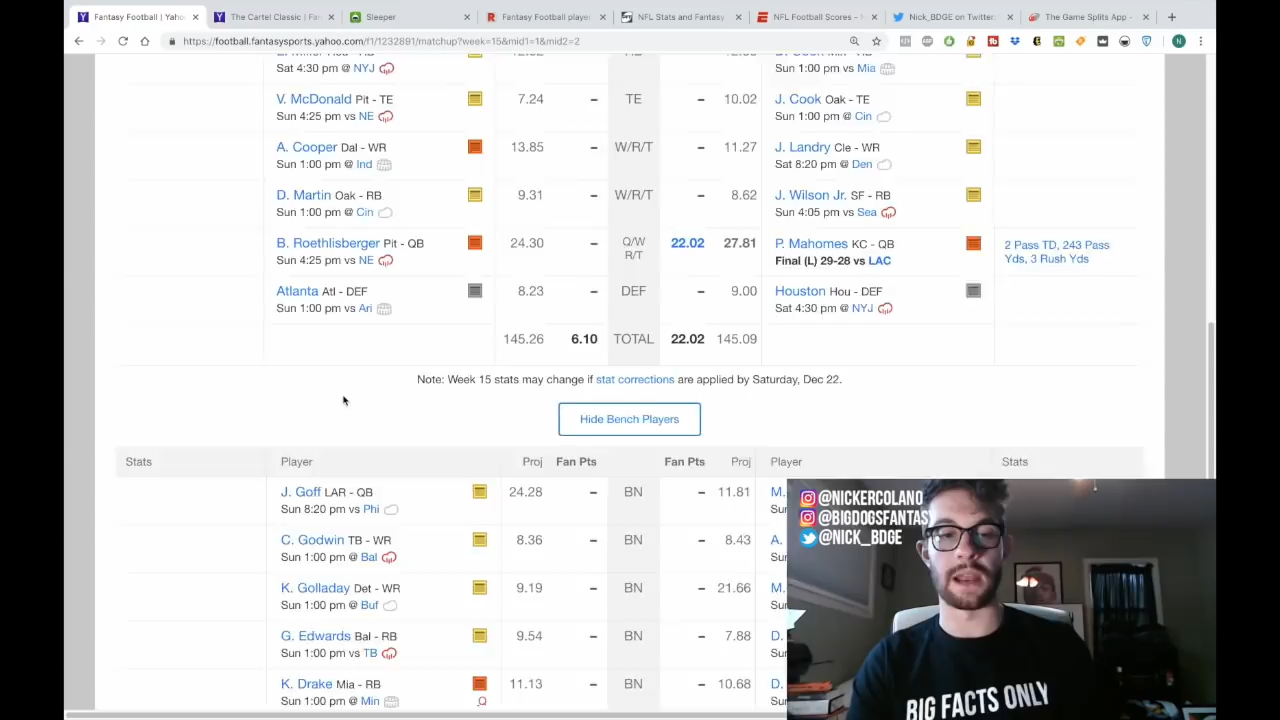 Fantasy Football | Yaho
The Cartel Classic | Fan
Sleeper
Fantasy Football player
NFL Stats and Fantasy
NFL Football Scores -
Nick_BDGE on Twitter
The Game Splits App -
https://football.fantasysports.yahoo.com/f1/1232891/matchup?week=15&mid1=1&mid2=2
N
Sat 4:30 pm @ NYJ
Sun 1:00 pm vs Mia
V. McDonald Pit - TE 7.24 – TE – 10.02 J. Cook Oak - TE
Sun 4:25 pm vs NE Sun 1:00 pm @ Cin
A. Cooper Dal - WR 13.85 – W/R/T – 11.27 J. Landry Cle - WR
Sun 1:00 pm @ Ind Sat 8:20 pm @ Den
D. Martin Oak - RB 9.31 – W/R/T – 8.62 J. Wilson Jr. SF - RB
Sun 1:00 pm @ Cin Sun 4:05 pm vs Sea
B. Roethlisberger Pit - QB 24.30 – Q/W R/T 22.02 27.81 P. Mahomes KC - QB 2 Pass TD, 243 Pass
Sun 4:25 pm vs NE Final (L) 29-28 vs LAC Yds, 3 Rush Yds
Atlanta Atl - DEF 8.23 – DEF – 9.00 Houston Hou - DEF
Sun 1:00 pm vs Ari Sat 4:30 pm @ NYJ
145.26 6.10 TOTAL 22.02 145.09
Note: Week 15 stats may change if stat corrections are applied by Saturday, Dec 22.
Hide Bench Players
Stats Player Proj Fan Pts Fan Pts Proj Player Stats
J. Goff LAR - QB 24.28 – BN – 11.81 M.
Sun 8:20 pm vs Phi Su
C. Godwin TB - WR 8.36 – BN – 8.43 A.
Sun 1:00 pm @ Bal Su
K. Golladay Det - WR 9.19 – BN – 21.66 M.
Sun 1:00 pm @ Buf Su
G. Edwards Bal - RB 9.54 – BN – 7.88 D.
Sun 1:00 pm vs TB Su
K. Drake Mia - RB 11.13 – BN – 10.68 D.
Sun 1:00 pm @ Min Su
@NICKERCOLANO
@BIGDOGSFANTAS
@NICK_BDGE
BIG FACTS ONLY